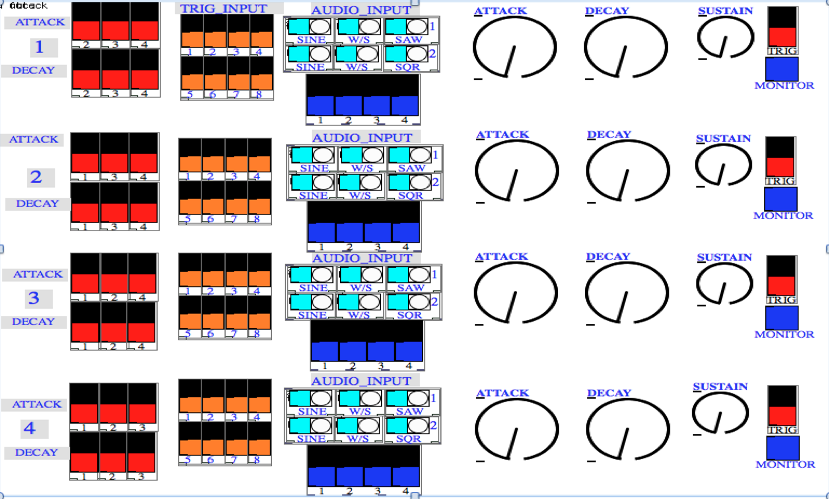 attack
ATTACK TRIG_INPUT AUDIO_INPUT ATTACK DECAY SUSTAIN
1 2 3 4 1 2 3 4 SINE W/S SAW 1 TRIG
DECAY SINE W/S SQR 2
2 3 4 5 6 7 8 1 2 3 4 MONITOR
ATTACK AUDIO_INPUT ATTACK DECAY SUSTAIN
2 1 2 3 1 2 3 4 SINE W/S SAW 1 TRIG
DECAY SINE W/S SQR 2
1 2 3 5 6 7 8 1 2 3 4 MONITOR
AUDIO_INPUT ATTACK DECAY SUSTAIN
ATTACK 1 2 3 4 SINE W/S SAW 1
3 1 2 4 SINE W/S SQR 2 TRIG
DECAY 5 6 7 8
1 2 3 1 2 3 4 MONITOR
AUDIO_INPUT ATTACK DECAY SUSTAIN
ATTACK 1 2 3 4 SINE W/S SAW 1
4 1 2 3 SINE W/S SQR 2 TRIG
DECAY 5 6 7 8 MONITOR
1 2 3 1 2 3 4